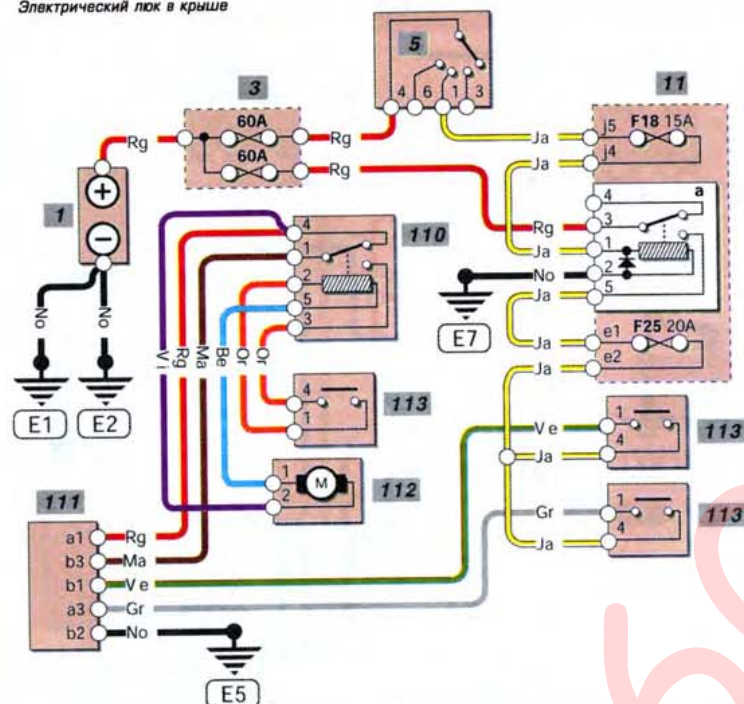 Электрический люк в крыше
5
4 6 1 3
3
60A
60A
Rg
Rg
Rg
11
F18 15A
j5
j4
Ja
Ja
a
4
3
1
2
5
Rg
Ja
No
Ja
E7
F25 20A
e1
e2
Ja
Ja
1
+
−
No
No
E1
E2
110
4
1
2
5
3
Vi
Rg
Ma
Be
Or
Or
113
4
1
112
1
2
M
113
1
4
Ve
Ja
113
1
4
Gr
Ja
111
a1 Rg
b3 Ma
b1 Ve
a3 Gr
b2 No
E5